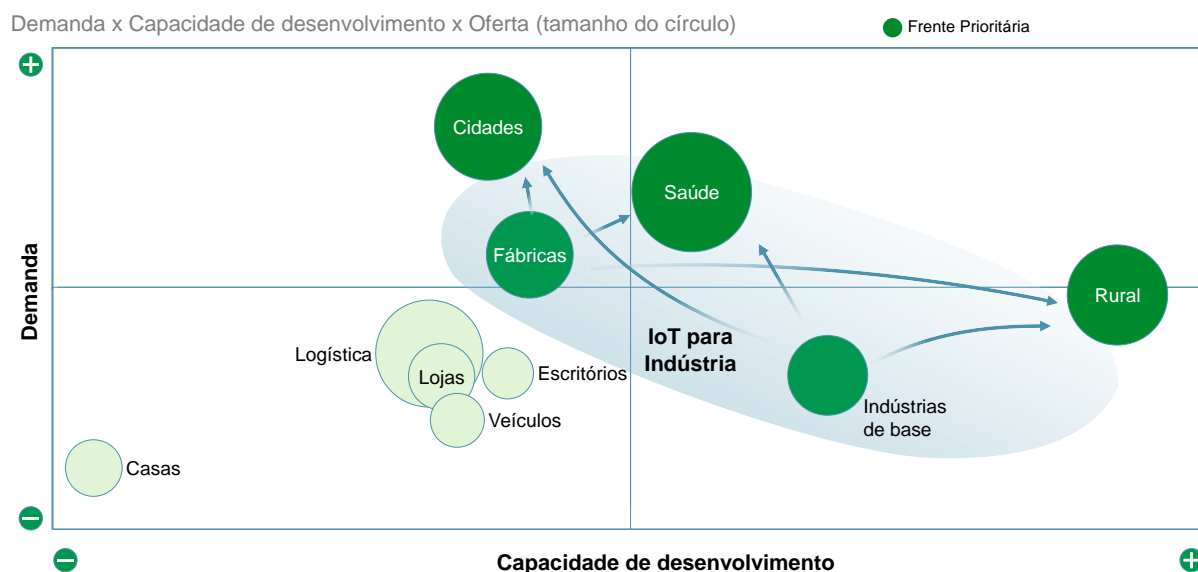 Demanda x Capacidade de desenvolvimento x Oferta (tamanho do círculo)
Frente Prioritária
Cidades
Saúde
Fábricas
Rural
Demanda
IoT para
Indústria
Logística
Lojas
Escritórios
Veículos
Indústrias
de base
Casas
Capacidade de desenvolvimento